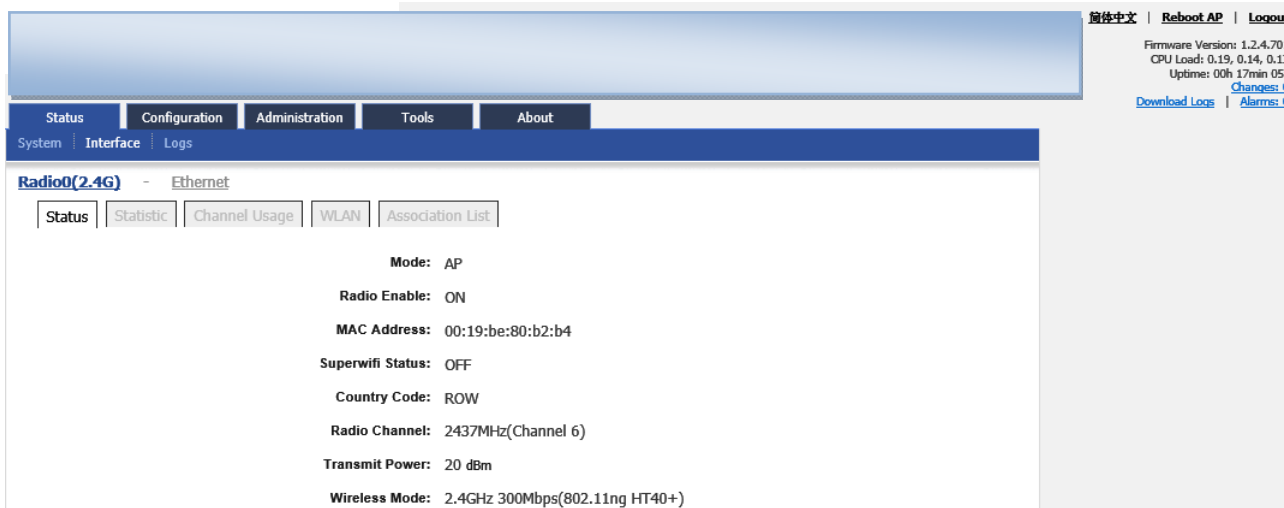 简体中文 | Reboot AP | Logou
Firmware Version: 1.2.4.70
CPU Load: 0.19, 0.14, 0.1
Uptime: 00h 17min 05
Changes:
Download Logs | Alarms:
Status Configuration Administration Tools About
System Interface Logs
Radio0(2.4G) - Ethernet
Status Statistic Channel Usage WLAN Association List
Mode: AP
Radio Enable: ON
MAC Address: 00:19:be:80:b2:b4
Superwifi Status: OFF
Country Code: ROW
Radio Channel: 2437MHz(Channel 6)
Transmit Power: 20 dBm
Wireless Mode: 2.4GHz 300Mbps(802.11ng HT40+)